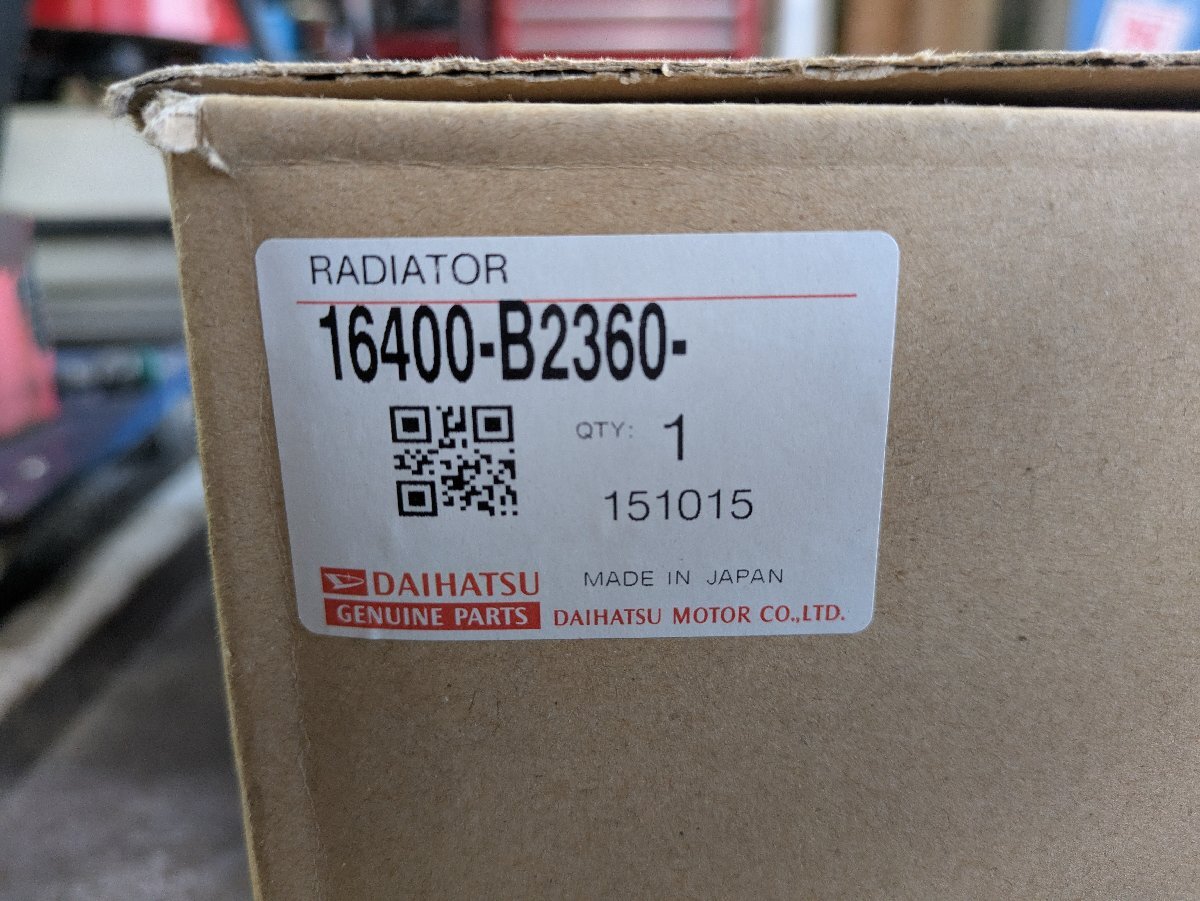 RADIATOR
16400-B2360-
QTY: 1
151015
DAIHATSU
MADE IN JAPAN
GENUINE PARTS
DAIHATSU MOTOR CO.,LTD.